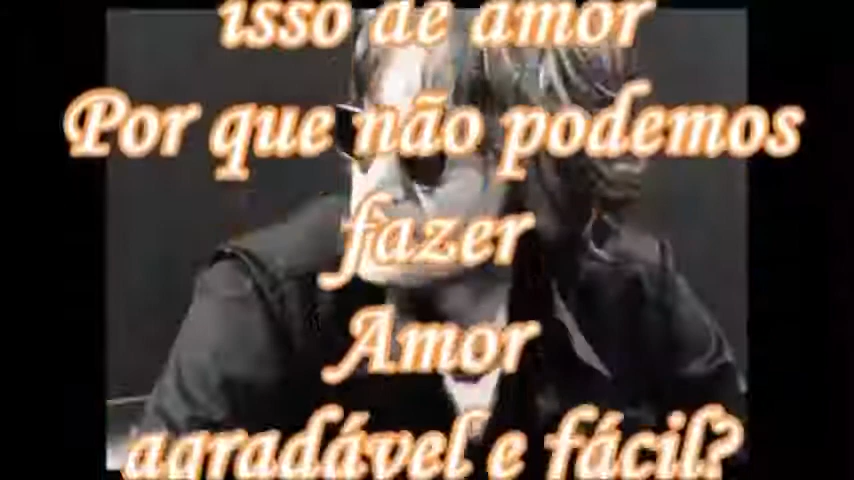 isso de amor
Por que não podemos
fazer
Amor
agradável e fácil?